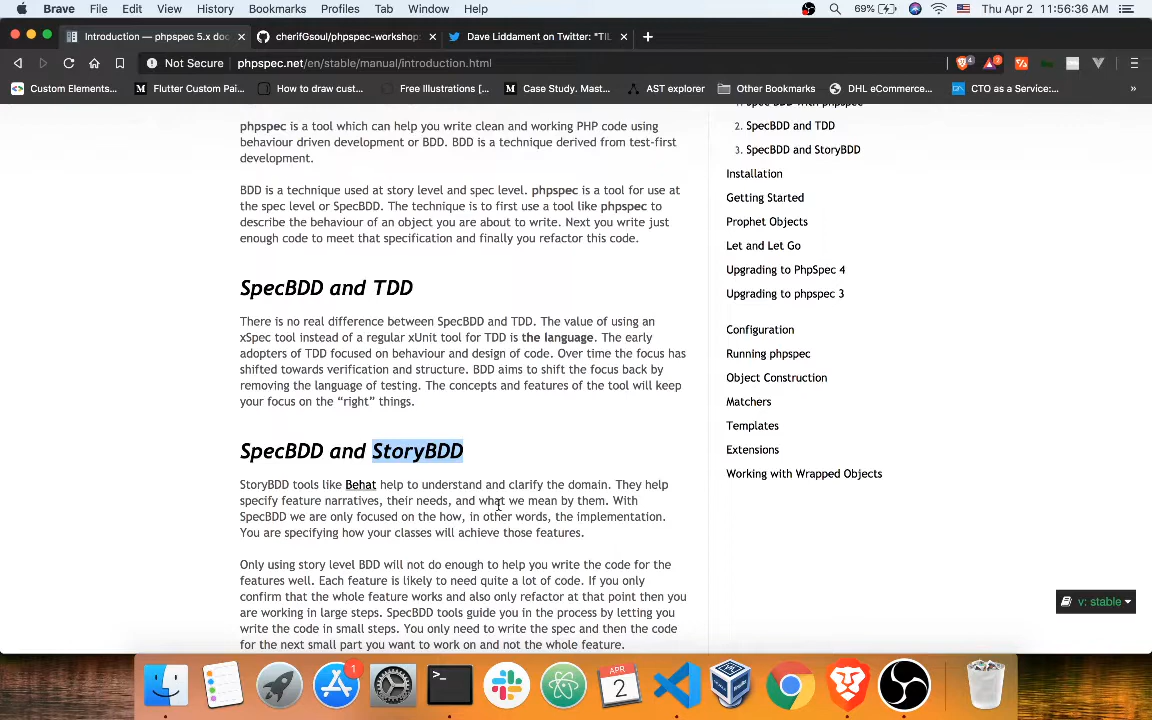 Brave File Edit View History Bookmarks Profiles Tab Window Help 69% Thu Apr 2 11:56:36 AM
Introduction — phpspec 5.x doc × cherifGsoul/phpspec-workshop: × Dave Liddament on Twitter: "TIL × +
Not Secure phpspec.net/en/stable/manual/introduction.html 4 2
Custom Elements... Flutter Custom Pai... How to draw cust... Free Illustrations [... Case Study. Mast... AST explorer Other Bookmarks DHL eCommerce... CTO as a Service:... »
phpspec is a tool which can help you write clean and working PHP code using
behaviour driven development or BDD. BDD is a technique derived from test-first
development.
BDD is a technique used at story level and spec level. phpspec is a tool for use at
the spec level or SpecBDD. The technique is to first use a tool like phpspec to
describe the behaviour of an object you are about to write. Next you write just
enough code to meet that specification and finally you refactor this code.
SpecBDD and TDD
There is no real difference between SpecBDD and TDD. The value of using an
xSpec tool instead of a regular xUnit tool for TDD is the language. The early
adopters of TDD focused on behaviour and design of code. Over time the focus has
shifted towards verification and structure. BDD aims to shift the focus back by
removing the language of testing. The concepts and features of the tool will keep
your focus on the “right” things.
SpecBDD and StoryBDD
StoryBDD tools like Behat help to understand and clarify the domain. They help
specify feature narratives, their needs, and what we mean by them. With
SpecBDD we are only focused on the how, in other words, the implementation.
You are specifying how your classes will achieve those features.
Only using story level BDD will not do enough to help you write the code for the
features well. Each feature is likely to need quite a lot of code. If you only
confirm that the whole feature works and also only refactor at that point then you
are working in large steps. SpecBDD tools guide you in the process by letting you
write the code in small steps. You only need to write the spec and then the code
for the next small part you want to work on and not the whole feature.
1. Spec BDD with phpspec
2. SpecBDD and TDD
3. SpecBDD and StoryBDD
Installation
Getting Started
Prophet Objects
Let and Let Go
Upgrading to PhpSpec 4
Upgrading to phpspec 3
Configuration
Running phpspec
Object Construction
Matchers
Templates
Extensions
Working with Wrapped Objects
v: stable
1
>_
APR
2